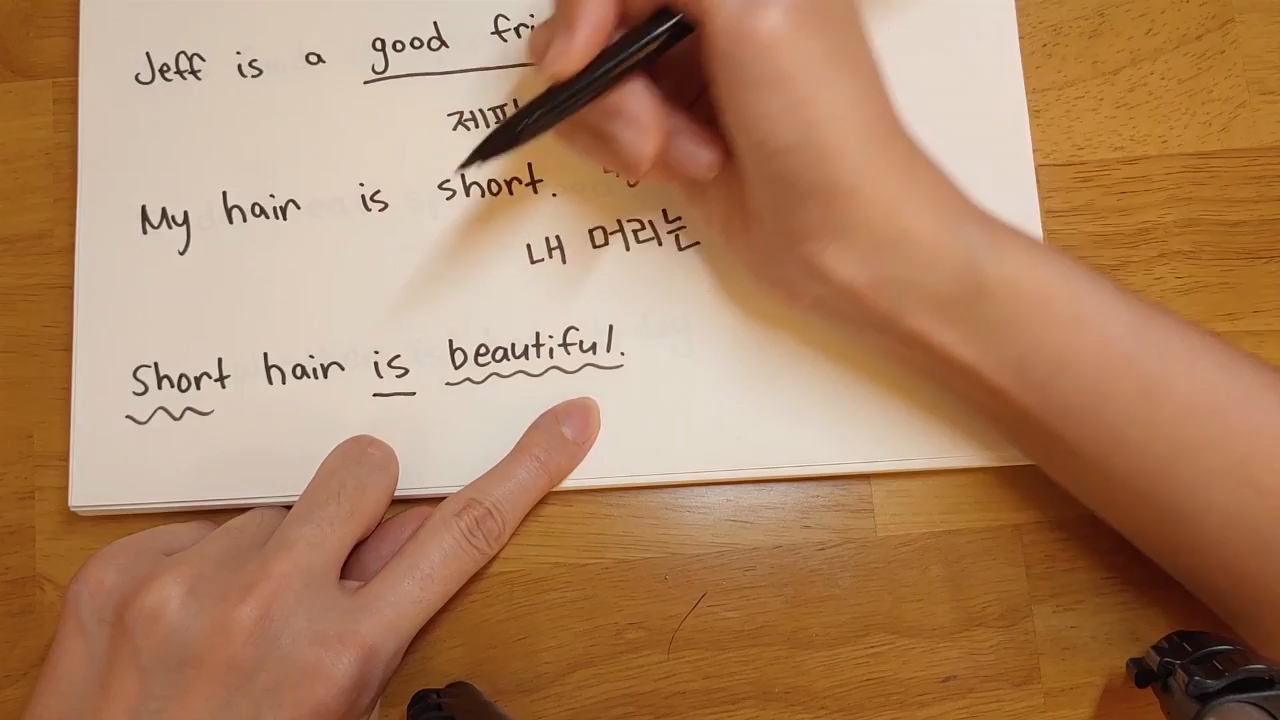 Jeff is a good
My hair is short.
내 머리는
Short hair is beautiful.